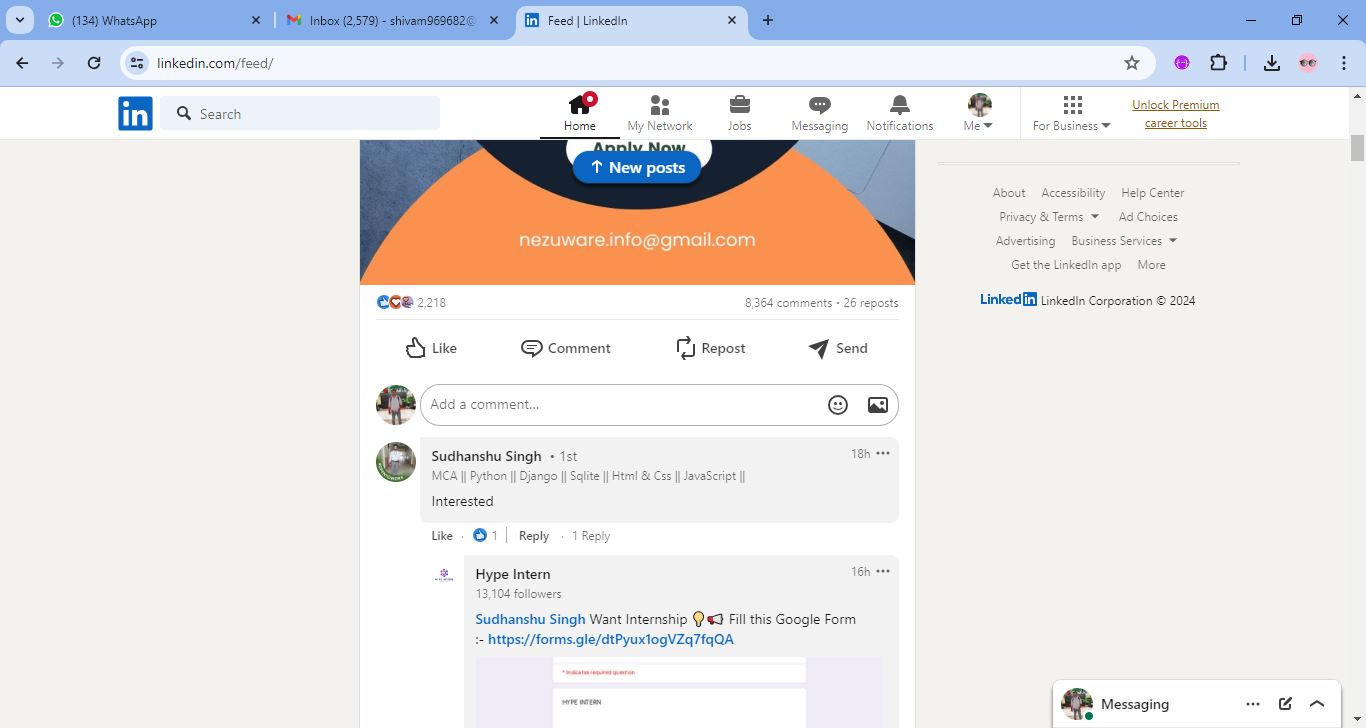 (134) WhatsApp
Inbox (2,579) - shivam969682@
Feed | LinkedIn
linkedin.com/feed/
in
Search
Home
My Network
Jobs
Messaging
Notifications
Me
For Business
Unlock Premium
career tools
Apply Now
↑ New posts
nezuware.info@gmail.com
2,218
8,364 comments • 26 reposts
Like
Comment
Repost
Send
Add a comment...
Sudhanshu Singh • 1st
18h •••
MCA || Python || Django || Sqlite || Html & Css || JavaScript ||
Interested
Like · 1 | Reply · 1 Reply
Hype Intern
16h •••
13,104 followers
Sudhanshu Singh Want Internship 💡📢 Fill this Google Form
:- https://forms.gle/dtPyux1ogVZq7fqQA
* Indicates required question
HYPE INTERN
About Accessibility Help Center
Privacy & Terms Ad Choices
Advertising Business Services
Get the LinkedIn app More
LinkedIn LinkedIn Corporation © 2024
Messaging